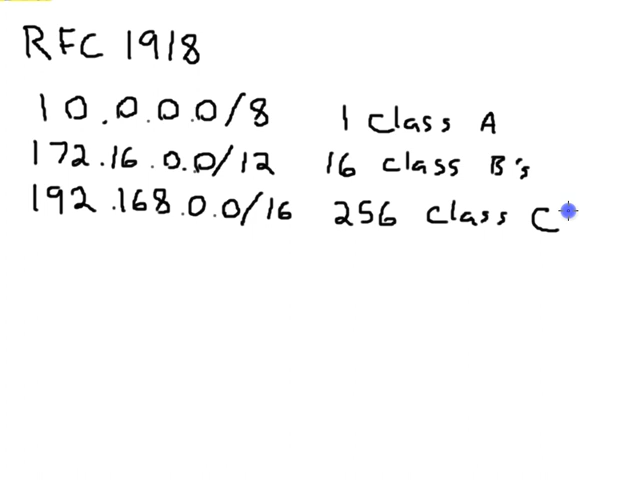 RFC 1918
10.0.0.0/8 1 class A
172.16.0.0/12 16 class B's
192.168.0.0/16 256 class C